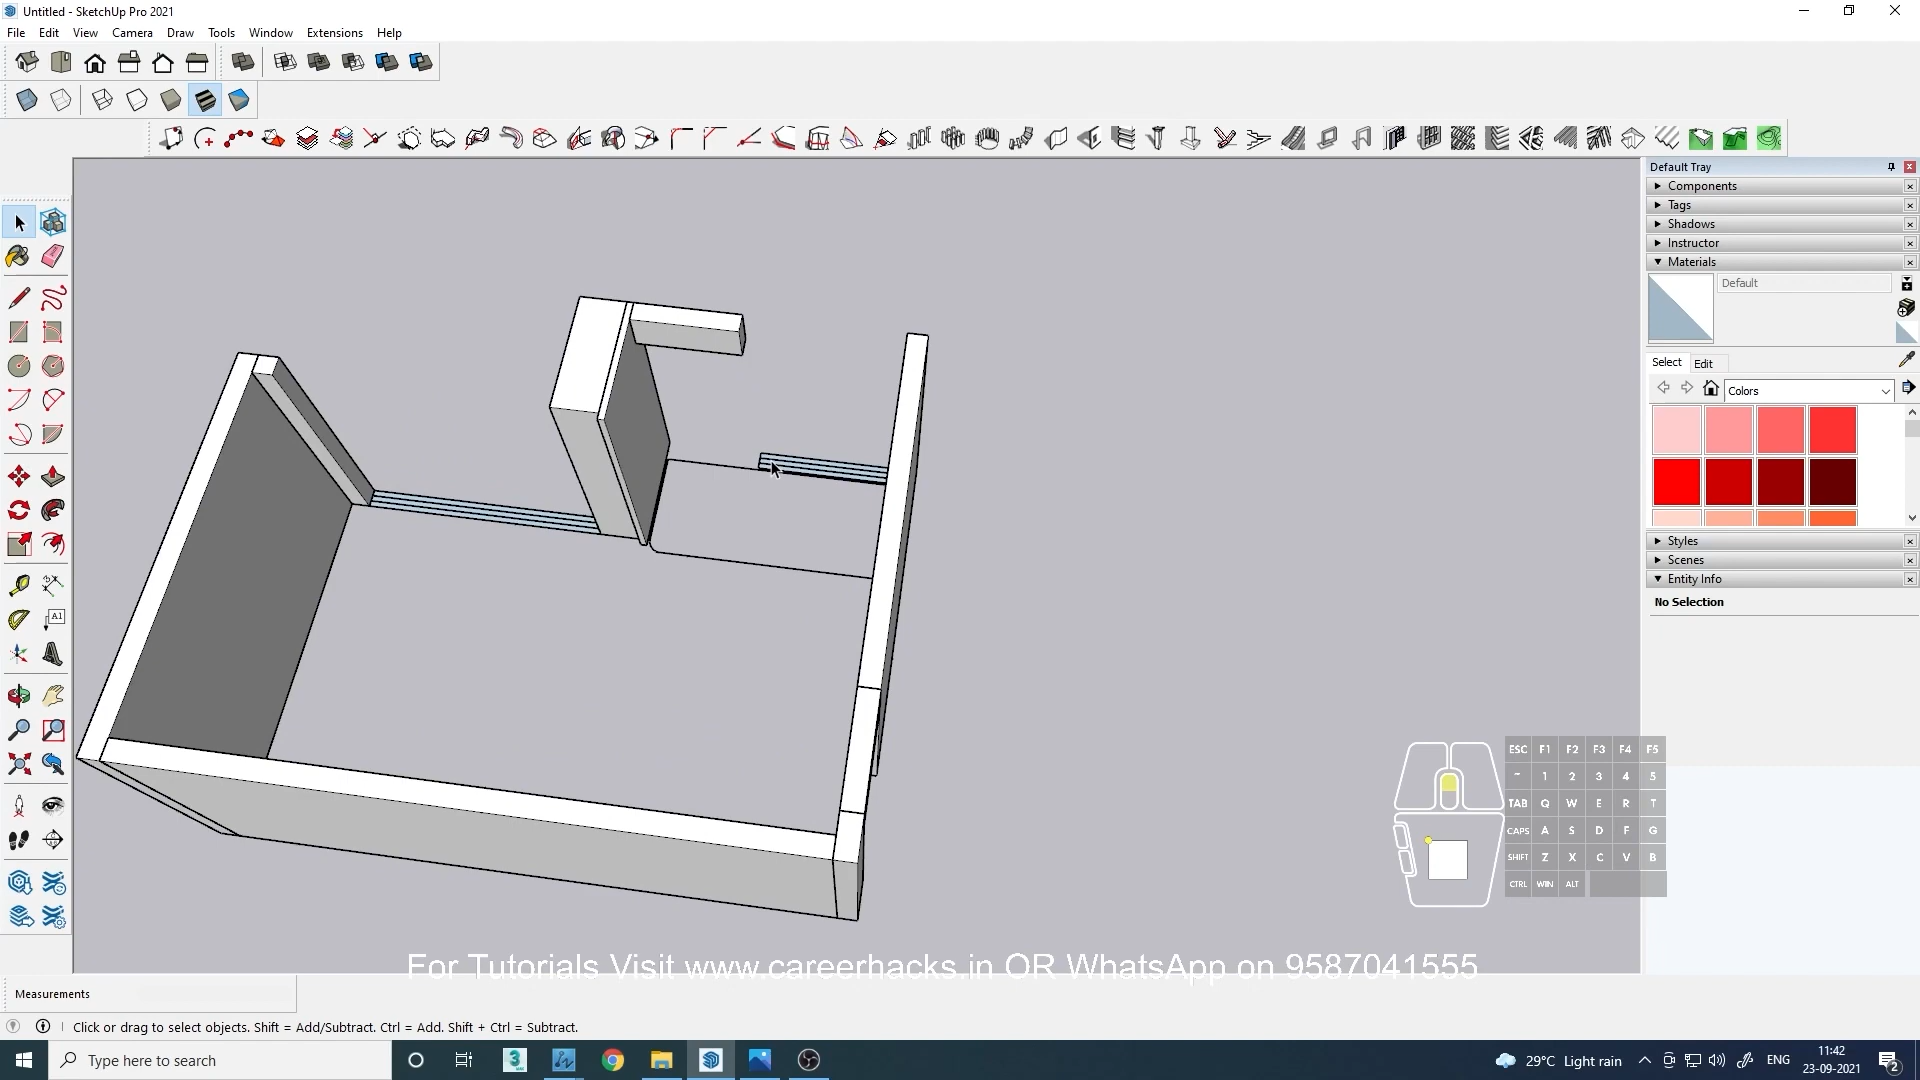 Untitled - SketchUp Pro 2021
File Edit View Camera Draw Tools Window Extensions Help
Default Tray
Components
Tags
Shadows
Instructor
Materials
Default
Select Edit
Colors
Styles
Scenes
Entity Info
No Selection
A1
ESC F1 F2 F3 F4 F5
~ 1 2 3 4 5
TAB Q W E R T
CAPS A S D F G
SHIFT Z X C V B
CTRL WIN ALT
For Tutorials Visit www.careerhacks.in OR WhatsApp on 9587041555
Measurements
Click or drag to select objects. Shift = Add/Subtract. Ctrl = Add. Shift + Ctrl = Subtract.
Type here to search
3
29°C Light rain
ENG
11:42
23-09-2021
2